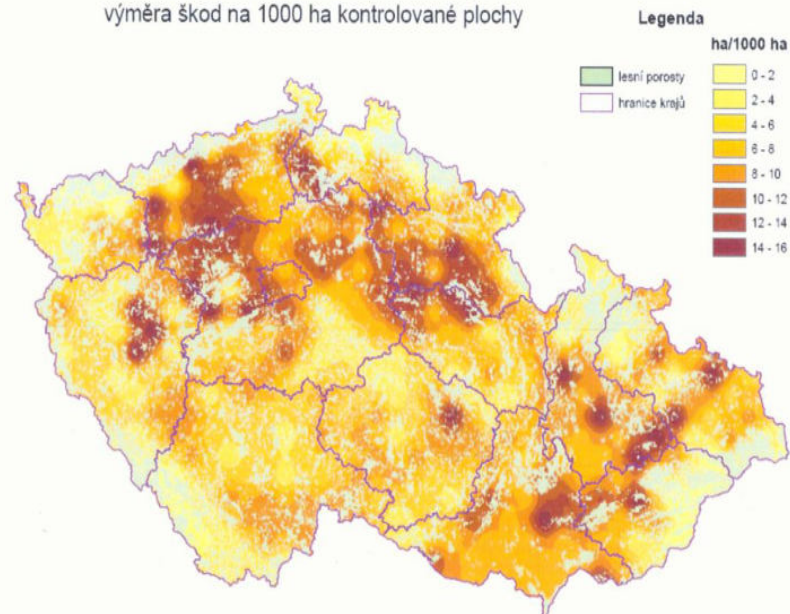 výměra škod na 1000 ha kontrolované plochy
Legenda
ha/1000 ha
lesní porosty
hranice krajů
0 - 2
2 - 4
4 - 6
6 - 8
8 - 10
10 - 12
12 - 14
14 - 16